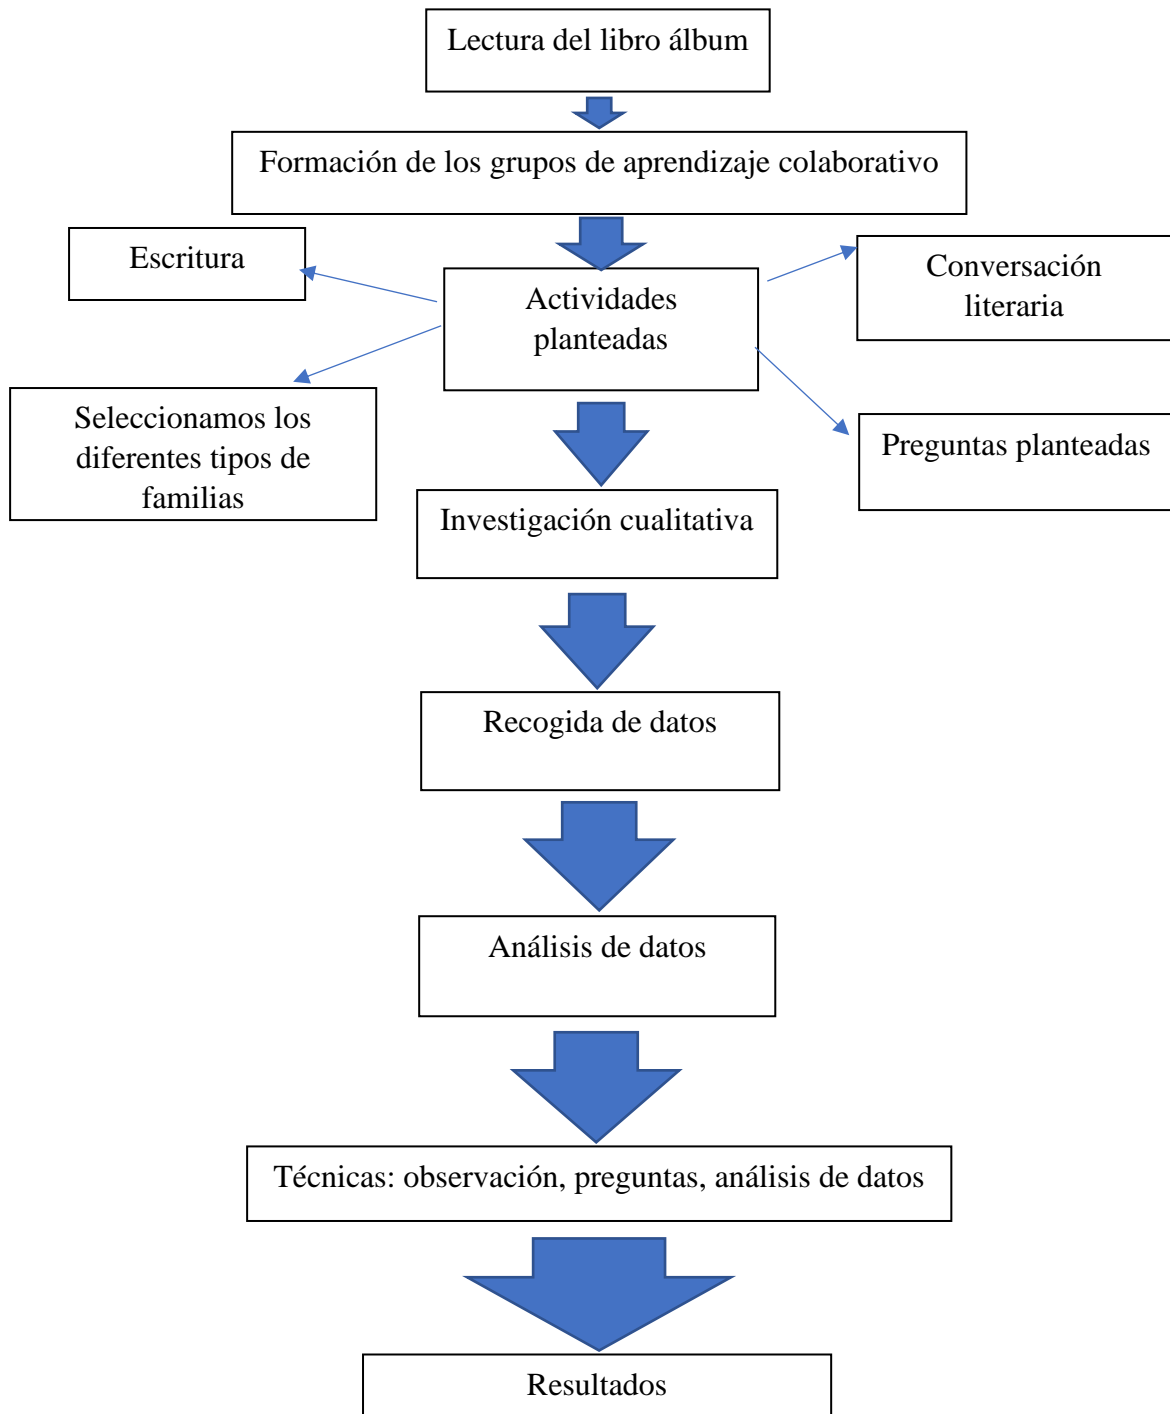 Lectura del libro álbum
Formación de los grupos de aprendizaje colaborativo
Escritura
Actividades
planteadas
Conversación
literaria
Seleccionamos los
diferentes tipos de
familias
Preguntas planteadas
Investigación cualitativa
Recogida de datos
Análisis de datos
Técnicas: observación, preguntas, análisis de datos
Resultados